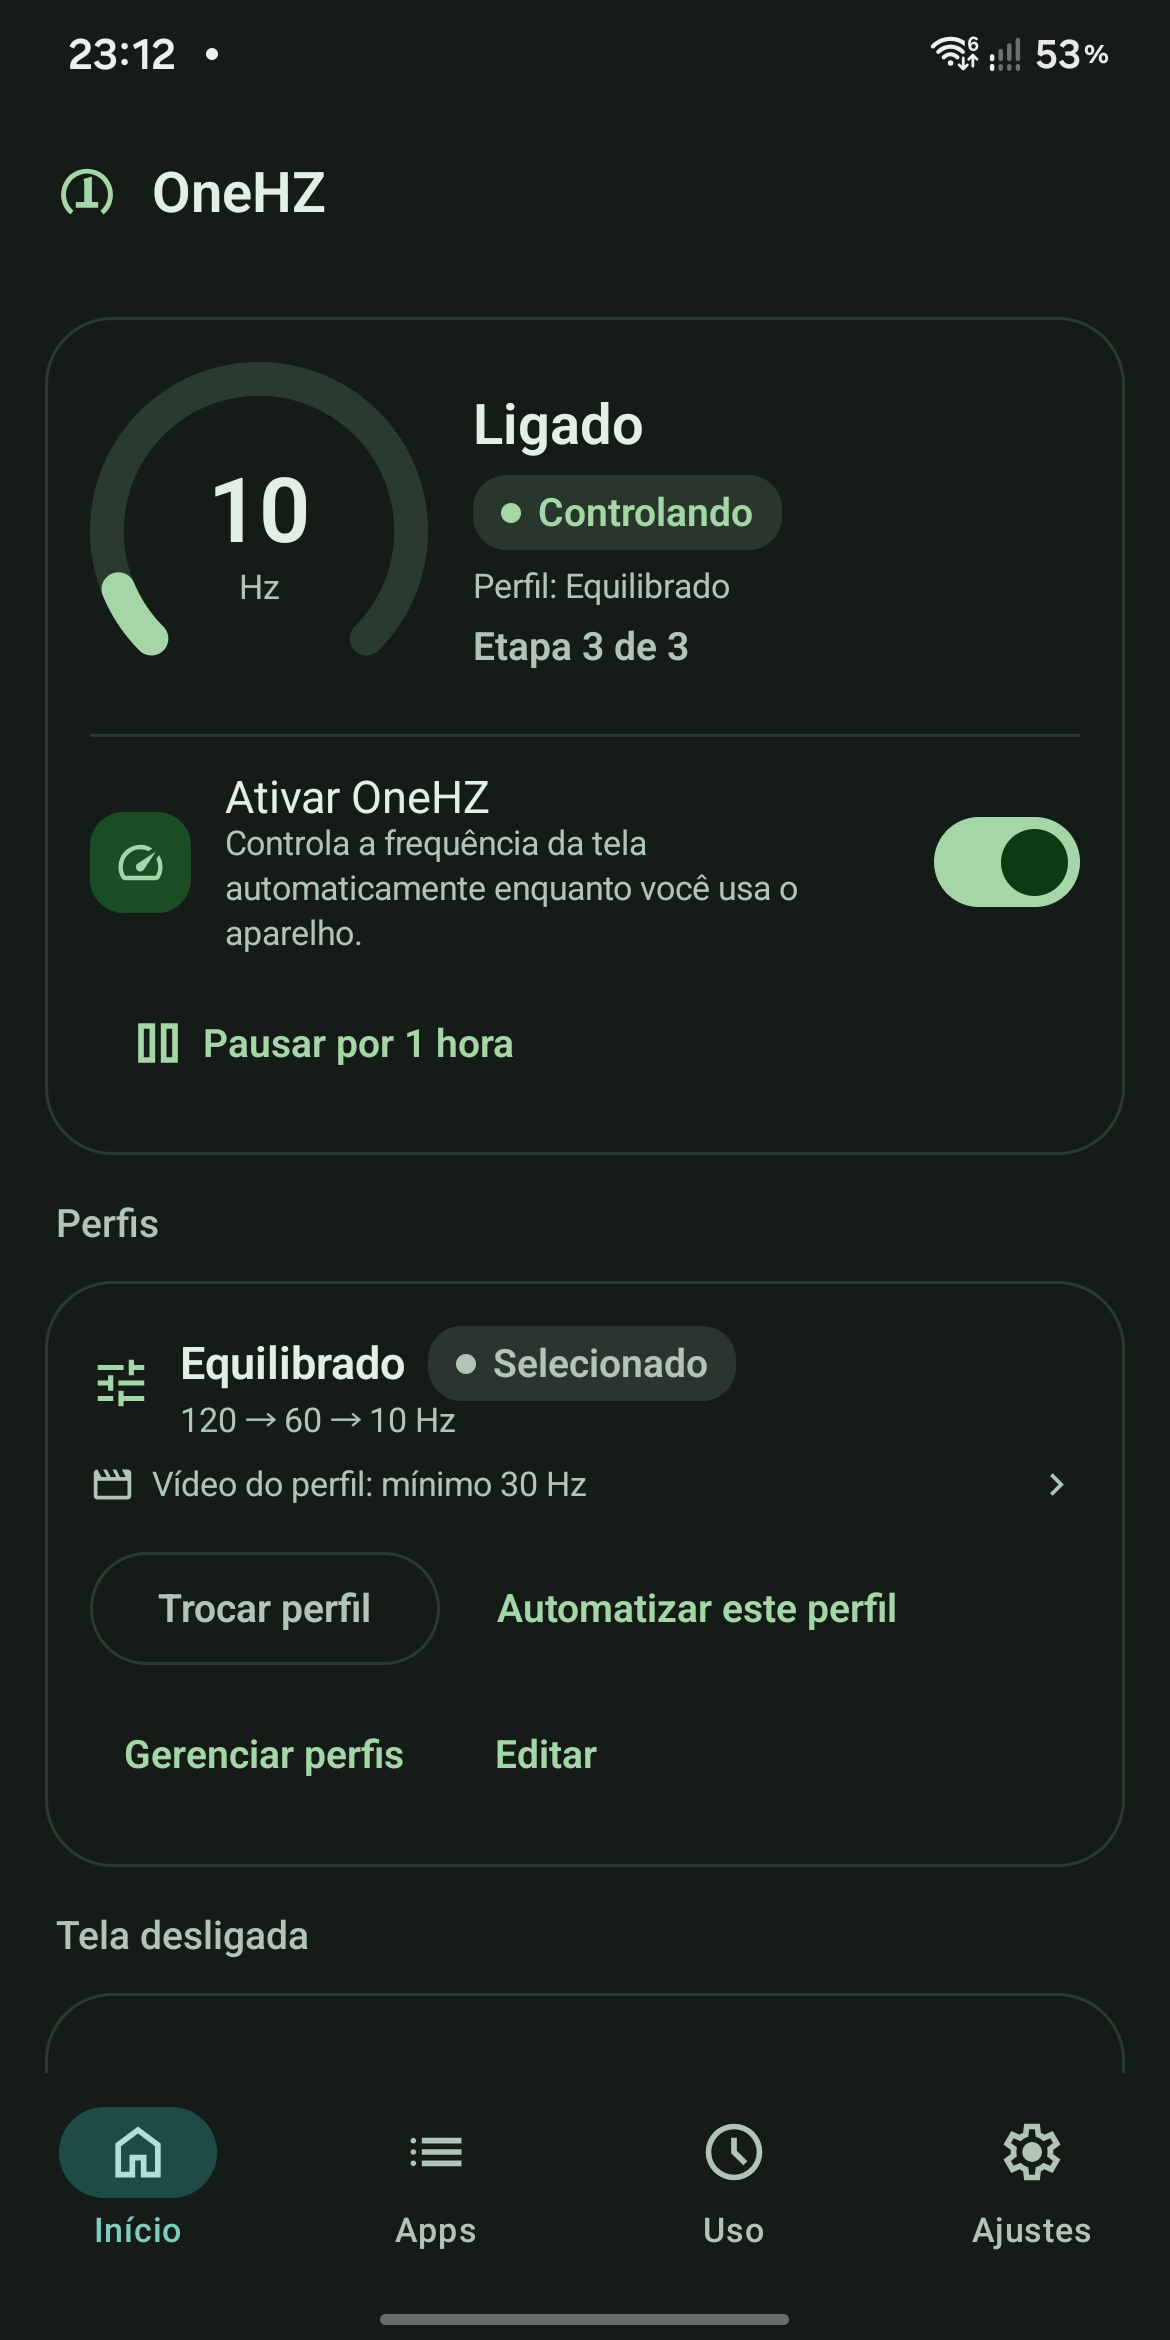 23:12
6
53%
OneHZ
10
Hz
Ligado
Controlando
Perfil: Equilibrado
Etapa 3 de 3
Ativar OneHZ
Controla a frequência da tela
automaticamente enquanto você usa o
aparelho.
Pausar por 1 hora
Perfis
Equilibrado
Selecionado
120 → 60 → 10 Hz
Vídeo do perfil: mínimo 30 Hz
Trocar perfil
Automatizar este perfil
Gerenciar perfis
Editar
Tela desligada
Início
Apps
Uso
Ajustes